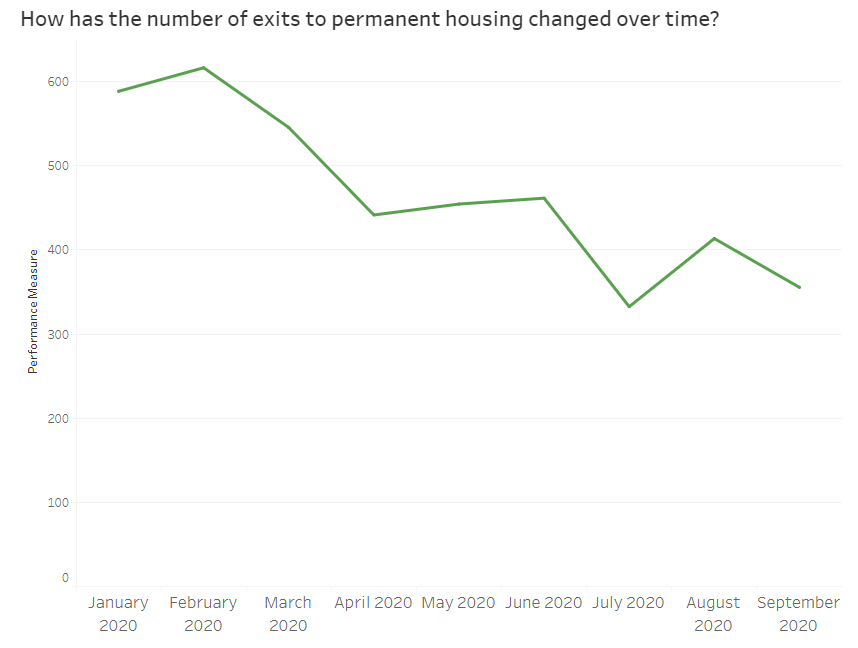 How has the number of exits to permanent housing changed over time?
600
500
400
300
200
100
0
Performance Measure
January 2020
February 2020
March 2020
April 2020
May 2020
June 2020
July 2020
August 2020
September 2020